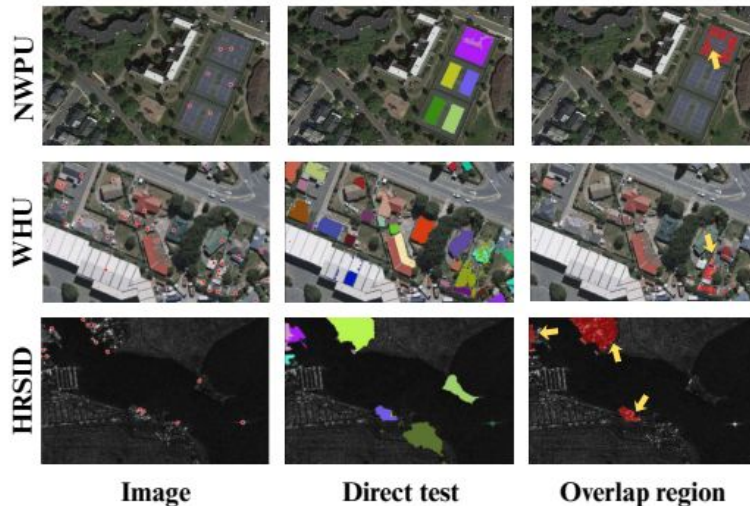 NWPU
WHU
HRSID
Image
Direct test
Overlap region